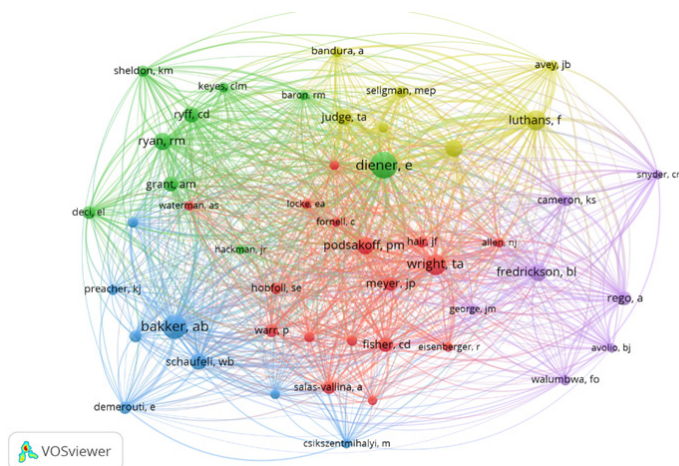 bandura, a
avey, jb
sheldon, km
keyes, clm
baron, rm
seligman, mep
ryff, cd
judge, ta
luthans, f
ryan, rm
diener, e
snyder, cr
grant, am
waterman, as
locke, ea
cameron, ks
deci, el
fornell, c
hackman, jr
podsakoff, pm
hair, jf
allen, nj
wright, ta
fredrickson, bl
preacher, kj
hobfoll, se
meyer, jp
rego, a
george, jm
bakker, ab
warr, p
fisher, cd
eisenberger, r
avolio, bj
schaufeli, wb
salas-vallina, a
walumbwa, fo
demerouti, e
csikszentmihalyi, m
VOSviewer